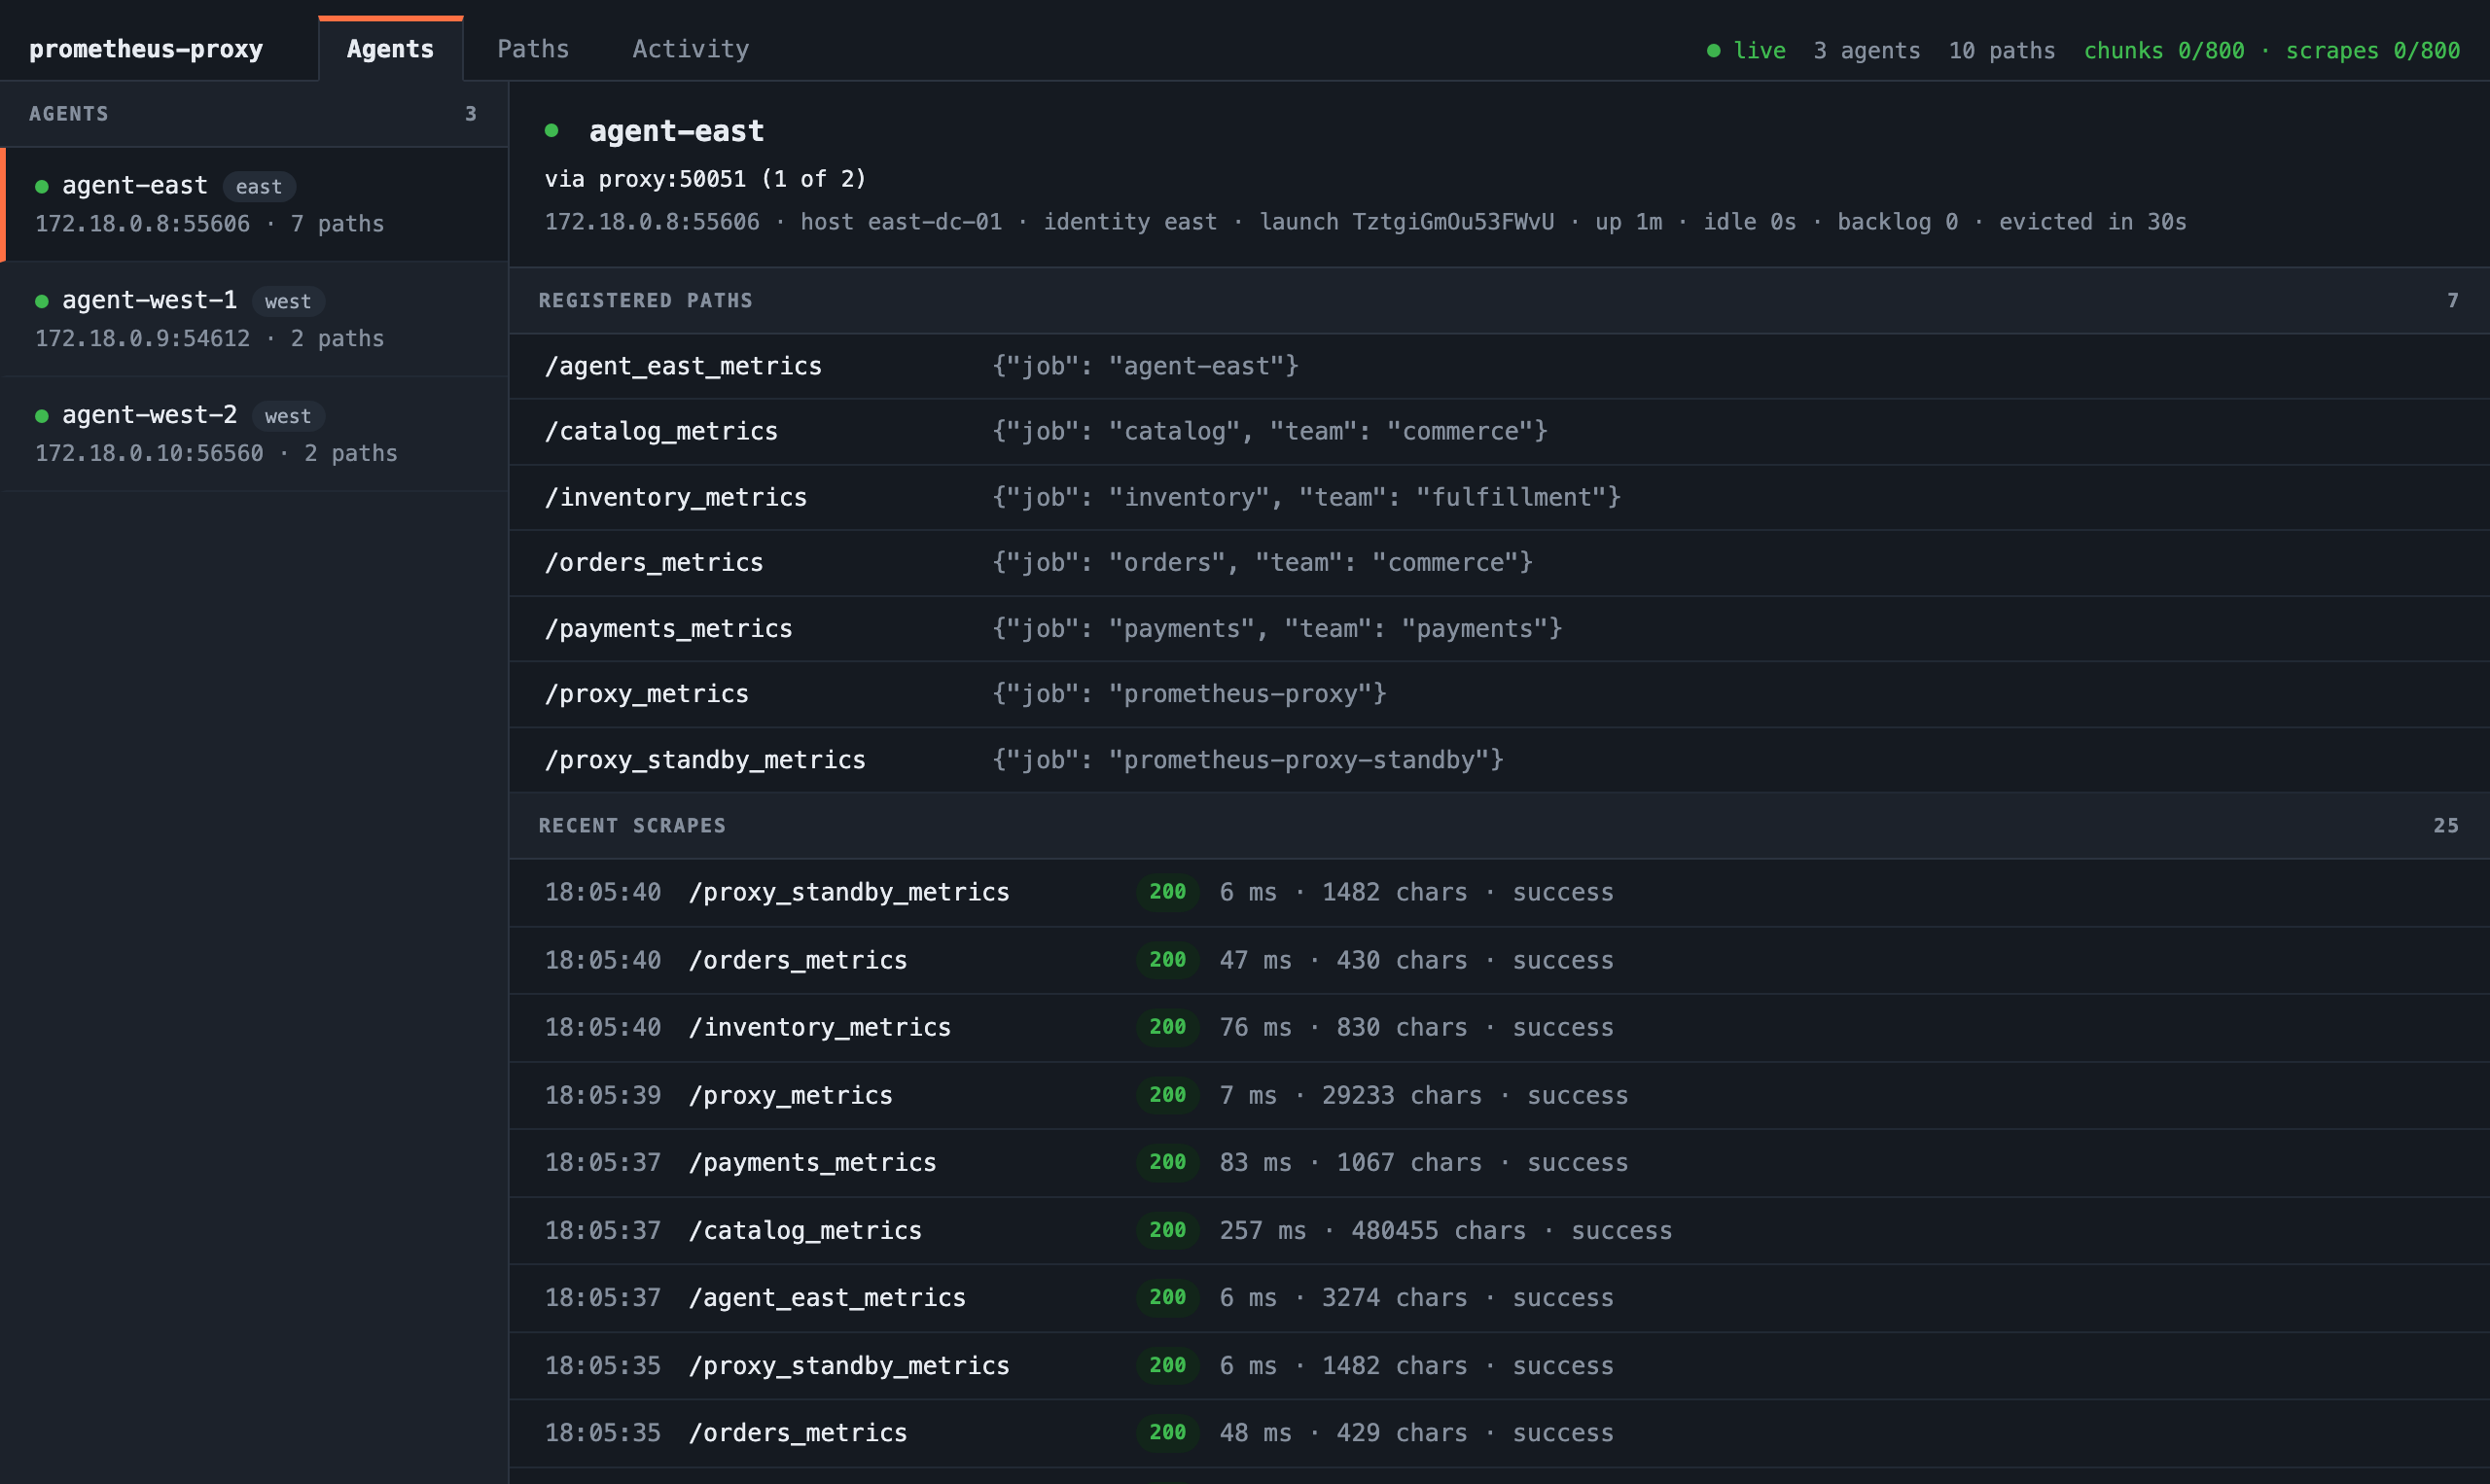 prometheus-proxy Agents Paths Activity live 3 agents 10 paths chunks 0/800 · scrapes 0/800
AGENTS 3
agent-east east
172.18.0.8:55606 · 7 paths
agent-west-1 west
172.18.0.9:54612 · 2 paths
agent-west-2 west
172.18.0.10:56560 · 2 paths
agent-east
via proxy:50051 (1 of 2)
172.18.0.8:55606 · host east-dc-01 · identity east · launch TztgiGmOu53FWvU · up 1m · idle 0s · backlog 0 · evicted in 30s
REGISTERED PATHS 7
/agent_east_metrics {"job": "agent-east"}
/catalog_metrics {"job": "catalog", "team": "commerce"}
/inventory_metrics {"job": "inventory", "team": "fulfillment"}
/orders_metrics {"job": "orders", "team": "commerce"}
/payments_metrics {"job": "payments", "team": "payments"}
/proxy_metrics {"job": "prometheus-proxy"}
/proxy_standby_metrics {"job": "prometheus-proxy-standby"}
RECENT SCRAPES 25
18:05:40 /proxy_standby_metrics 200 6 ms · 1482 chars · success
18:05:40 /orders_metrics 200 47 ms · 430 chars · success
18:05:40 /inventory_metrics 200 76 ms · 830 chars · success
18:05:39 /proxy_metrics 200 7 ms · 29233 chars · success
18:05:37 /payments_metrics 200 83 ms · 1067 chars · success
18:05:37 /catalog_metrics 200 257 ms · 480455 chars · success
18:05:37 /agent_east_metrics 200 6 ms · 3274 chars · success
18:05:35 /proxy_standby_metrics 200 6 ms · 1482 chars · success
18:05:35 /orders_metrics 200 48 ms · 429 chars · success